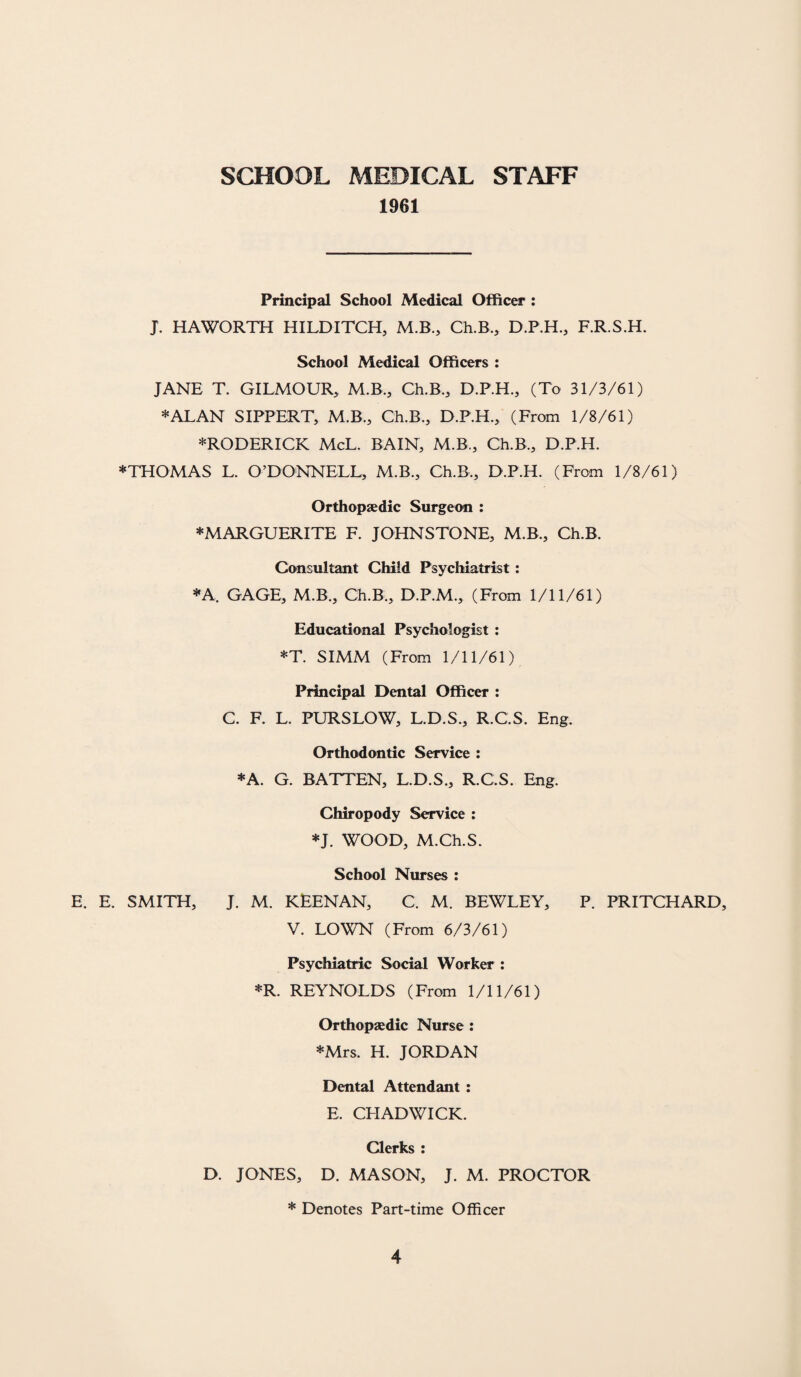 SCHOOL MEDICAL STAFF
1961
Principal School Medical Officer :
J. HAWORTH HILDITCH, M.B., Ch.B., D.P.H., F.R.S.H.
School Medical Officers :
JANE T. GILMOUR, M.B., Ch.B., D.P.H., (To 31/3/61)
*ALAN SIPPERT, M.B., Ch.B., D.P.H., (From 1/8/61)
*RODERICK McL. BAIN, M.B., Ch.B., D.P.H.
*THOMAS L. O'DONNELL, M.B., Ch.B., D.P.H. (From 1/8/61)
Orthopædic Surgeon :
*MARGUERITE F. JOHNSTONE, M.B., Ch.B.
Consultant Child Psychiatrist :
*A. GAGE, M.B., Ch.B., D.P.M., (From 1/11/61)
Educational Psychologist :
*T. SIMM (From 1/11/61)
Principal Dental Officer :
C. F. L. PURSLOW, L.D.S., R.C.S. Eng.
Orthodontic Service :
*A. G. BATTEN, L.D.S., R.C.S. Eng.
Chiropody Service :
*J. WOOD, M.Ch.S.
School Nurses :
E. E. SMITH, J. M. KEENAN, C. M. BEWLEY, P. PRITCHARD,
V. LOWN (From 6/3/61)
Psychiatric Social Worker :
*R. REYNOLDS (From 1/11/61)
Orthopædic Nurse :
*Mrs. H. JORDAN
Dental Attendant :
E. CHADWICK.
Clerks :
D. JONES, D. MASON, J. M. PROCTOR
* Denotes Part-time Officer
4